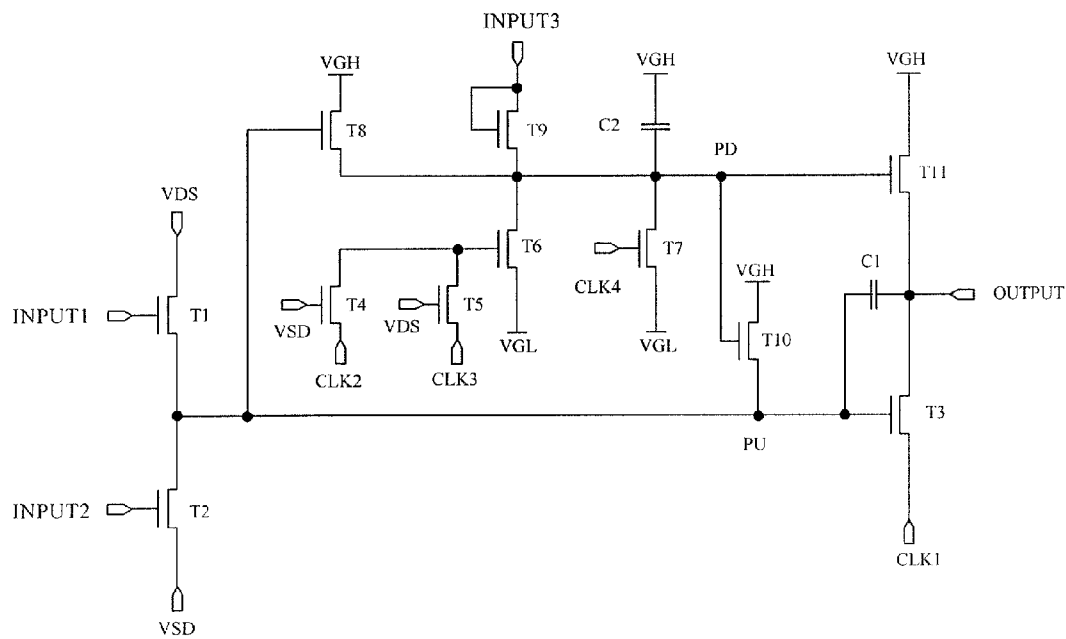 INPUT3
VGH
VGH
VGH
T8
T9
C2
PD
T11
VDS
T6
T7
C1
CLK4
VGH
OUTPUT
INPUT1
T1
VSD
T4
VDS
T5
T10
VGL
VGL
CLK2
CLK3
T3
PU
INPUT2
T2
CLK1
VSD